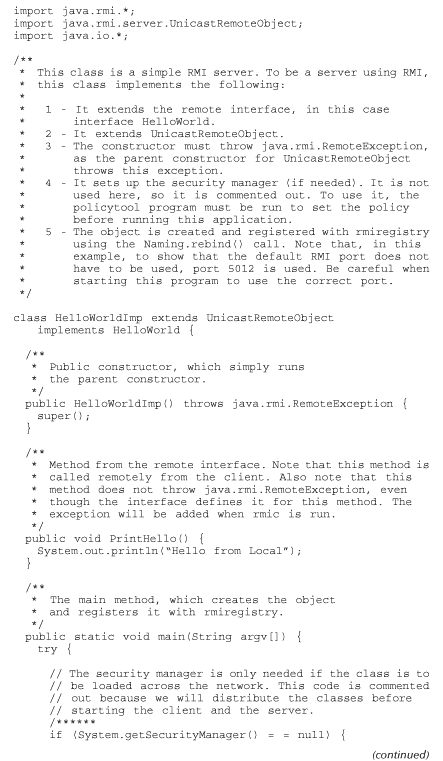 import java.rmi.*;
import java.rmi.server.UnicastRemoteObject;
import java.io.*;
/**
 *  This class is a simple RMI server. To be a server using RMI,
 *  this class implements the following:
 *
 *   1 - It extends the remote interface, in this case
 *       interface HelloWorld.
 *   2 - It extends UnicastRemoteObject.
 *   3 - The constructor must throw java.rmi.RemoteException,
 *       as the parent constructor for UnicastRemoteObject
 *       throws this exception.
 *   4 - It sets up the security manager (if needed). It is not
 *       used here, so it is commented out. To use it, the
 *       policytool program must be run to set the policy
 *       before running this application.
 *   5 - The object is created and registered with rmiregistry
 *       using the Naming.rebind() call. Note that, in this
 *       example, to show that the default RMI port does not
 *       have to be used, port 5012 is used. Be careful when
 *       starting this program to use the correct port.
 */
class HelloWorldImp extends UnicastRemoteObject
    implements HelloWorld {
  /**
   *  Public constructor, which simply runs
   *  the parent constructor.
   */
  public HelloWorldImp() throws java.rmi.RemoteException {
    super();
  }
  /**
   *  Method from the remote interface. Note that this method is
   *  called remotely from the client. Also note that this
   *  method does not throw java.rmi.RemoteException, even
   *  though the interface defines it for this method. The
   *  exception will be added when rmic is run.
   */
  public void PrintHello() {
    System.out.println("Hello from Local");
  }
  /**
   *  The main method, which creates the object
   *  and registers it with rmiregistry.
   */
  public static void main(String argv[]) {
    try {
      // The security manager is only needed if the class is to
      // be loaded across the network. This code is commented
      // out because we will distribute the classes before
      // starting the client and the server.
      /******
      if (System.getSecurityManager() = = null) {
(continued)